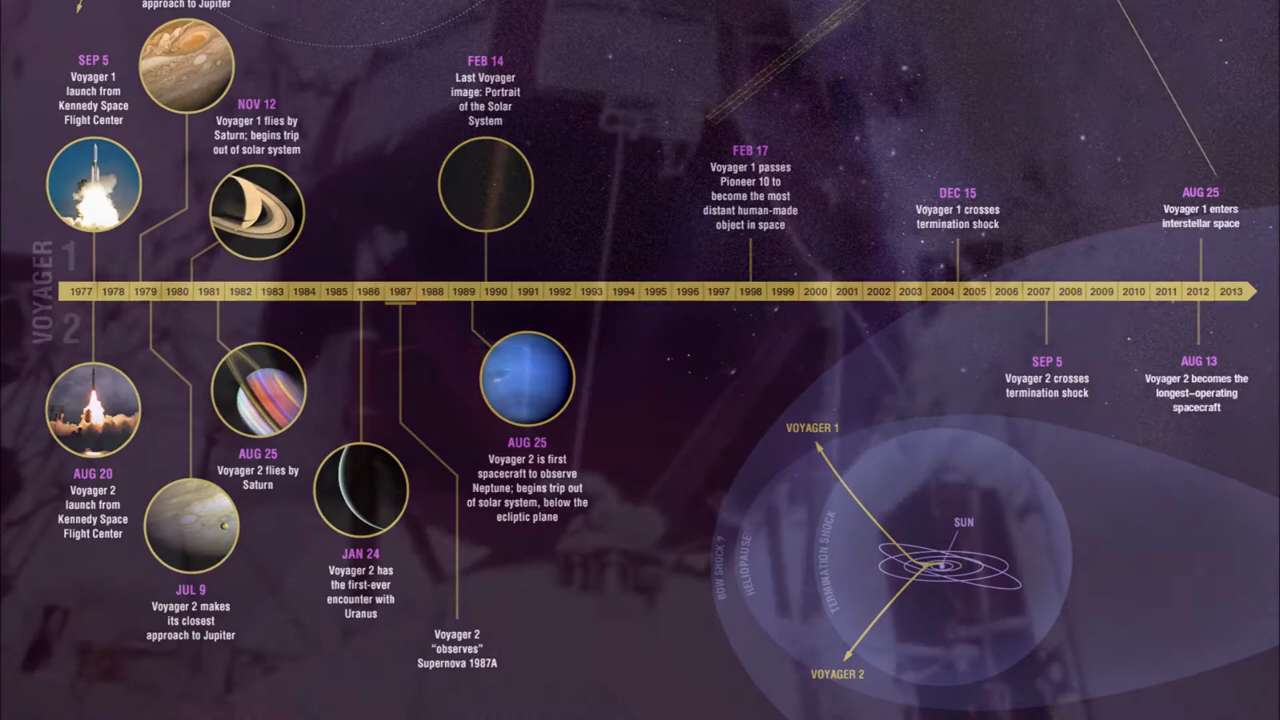 approach to Jupiter
SEP 5
Voyager 1
launch from
Kennedy Space
Flight Center
NOV 12
Voyager 1 flies by
Saturn; begins trip
out of solar system
FEB 14
Last Voyager
image: Portrait
of the Solar
System
FEB 17
Voyager 1 passes
Pioneer 10 to
become the most
distant human-made
object in space
DEC 15
Voyager 1 crosses
termination shock
AUG 25
Voyager 1 enters
interstellar space
VOYAGER
1
2
1977 1978 1979 1980 1981 1982 1983 1984 1985 1986 1987 1988 1989 1990 1991 1992 1993 1994 1995 1996 1997 1998 1999 2000 2001 2002 2003 2004 2005 2006 2007 2008 2009 2010 2011 2012 2013
AUG 20
Voyager 2
launch from
Kennedy Space
Flight Center
JUL 9
Voyager 2 makes
its closest
approach to Jupiter
AUG 25
Voyager 2 flies by
Saturn
JAN 24
Voyager 2 has
the first-ever
encounter with
Uranus
Voyager 2
“observes”
Supernova 1987A
AUG 25
Voyager 2 is first
spacecraft to observe
Neptune; begins trip out
of solar system, below the
ecliptic plane
SEP 5
Voyager 2 crosses
termination shock
AUG 13
Voyager 2 becomes the
longest–operating
spacecraft
VOYAGER 1
SUN
BOW SHOCK ?
HELIOPAUSE
TERMINATION SHOCK
VOYAGER 2